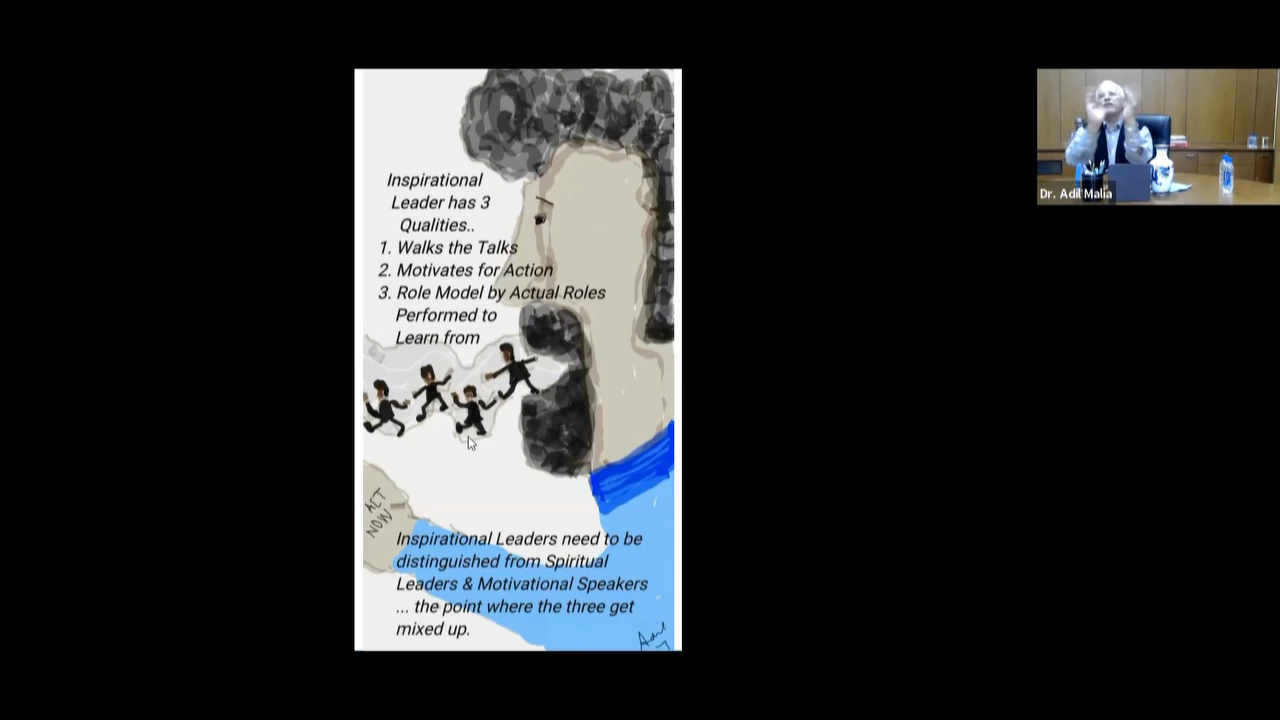 Inspirational
Leader has 3
Qualities..
1. Walks the Talks
2. Motivates for Action
3. Role Model by Actual Roles
Performed to
Learn from
ACT
NOW
Inspirational Leaders need to be
distinguished from Spiritual
Leaders & Motivational Speakers
... the point where the three get
mixed up.
Dr. Adil Malia